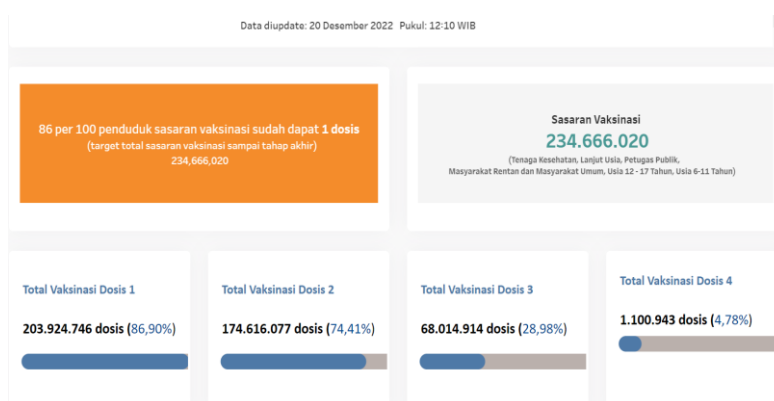 Data diupdate: 20 Desember 2022 Pukul: 12:10 WIB
86 per 100 penduduk sasaran vaksinasi sudah dapat 1 dosis
(target total sasaran vaksinasi sampai tahap akhir)
234,666,020
Sasaran Vaksinasi
234.666.020
(Tenaga Kesehatan, Lanjut Usia, Petugas Publik,
Masyarakat Rentan dan Masyarakat Umum, Usia 12 - 17 Tahun, Usia 6-11 Tahun)
Total Vaksinasi Dosis 1
203.924.746 dosis (86,90%)
Total Vaksinasi Dosis 2
174.616.077 dosis (74,41%)
Total Vaksinasi Dosis 3
68.014.914 dosis (28,98%)
Total Vaksinasi Dosis 4
1.100.943 dosis (4,78%)